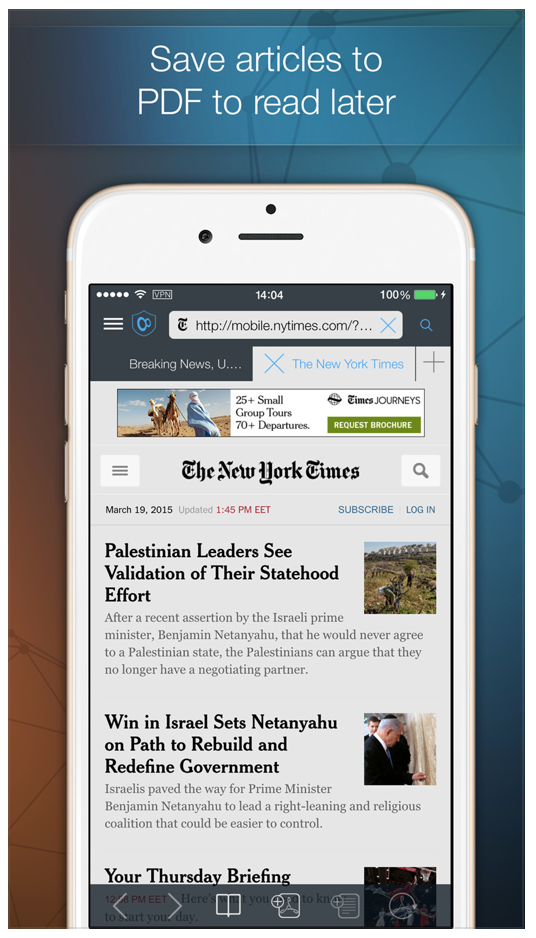 Save articles to
PDF to read later
VPN 14:04 100%
http://mobile.nytimes.com/?...
Breaking News, U.... The New York Times
25+ Small
Group Tours
70+ Departures.
Times JOURNEYS
REQUEST BROCHURE
The New York Times
March 19, 2015 Updated 1:45 PM EET SUBSCRIBE LOG IN
Palestinian Leaders See
Validation of Their Statehood
Effort
After a recent assertion by the Israeli prime
minister, Benjamin Netanyahu, that he would never agree
to a Palestinian state, the Palestinians can argue that they
no longer have a negotiating partner.
Win in Israel Sets Netanyahu
on Path to Rebuild and
Redefine Government
Israelis paved the way for Prime Minister
Benjamin Netanyahu to lead a right-leaning and religious
coalition that could be easier to control.
Your Thursday Briefing
PM EET Here's what you to
to start your day.